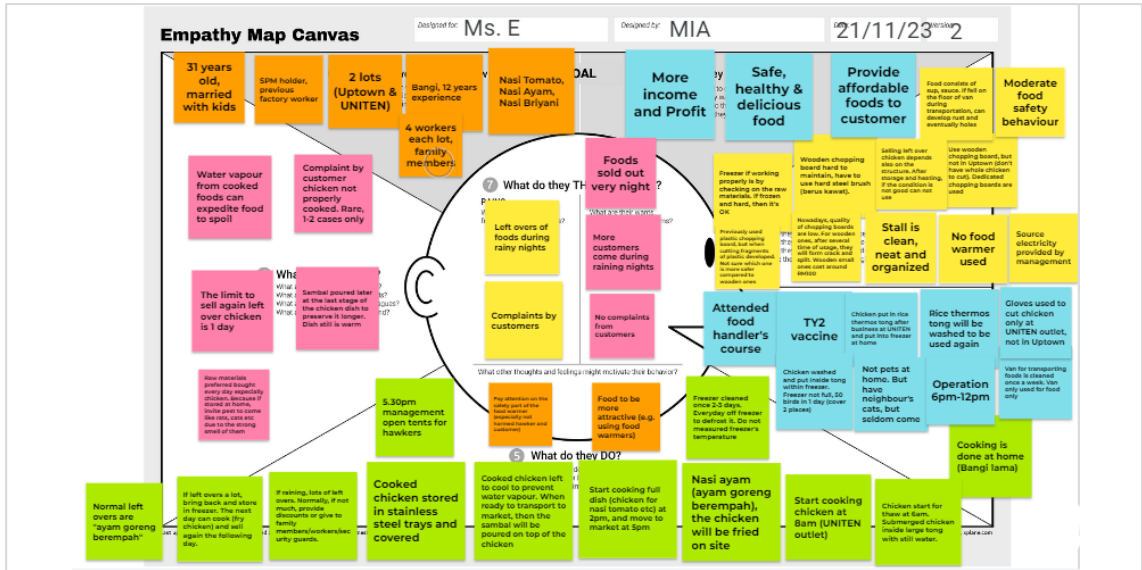 Designed for:
Ms. E
Designed by:
MIA
21/11/23
Version:
2
Empathy Map Canvas
31 years
old,
married
with kids
SPM holder,
previous
factory worker
2 lots
(Uptown &
UNITEN)
Bangi, 12 years
experience
4 workers
each lot,
family
members
Nasi Tomato,
Nasi Ayam,
Nasi Briyani
OAL
More
income
and Profit
Safe,
healthy &
delicious
food
Provide
affordable
foods to
customer
Food consists of
sup, sauce. If fell on
the floor of van
during
transportation, can
develop rust and
eventually holes
Moderate
food
safety
behaviour
Water vapour
from cooked
foods can
expedite food
to spoil
Complaint by
customer
chicken not
properly
cooked. Rare,
1-2 cases only
7 What do they TH
?
Foods
sold out
very night
Left overs of
foods during
rainy nights
What are their wants,
More
customers
come during
raining nights
Complaints by
customers
No complaints
from
customers
Freezer if working
properly is by
checking on the raw
materials. If frozen
and hard, then it's
OK
Wooden chopping
board hard to
maintain, have to
use hard steel brush
(berus kawat).
Selling left over
chicken depends
also on the
structure. After
storage and heating,
if the condition is
not good can not
use
Use wooden
chopping board, but
not in Uptown (don't
have whole chicken
to cut). Dedicated
chopping boards are
used
Previously used
plastic chopping
board, but when
cutting fragments
of plastic developed.
Not sure which one
is more safer
compared to
wooden ones
Nowadays, quality
of chopping boards
are low. For wooden
ones, after several
time of usage, they
will form crack and
split. Wooden small
ones cost around
RM100
Stall is
clean,
neat and
organized
No food
warmer
used
Source
electricity
provided by
management
The limit to
sell again left
over chicken
is 1 day
Sambal poured later
at the last stage of
the chicken dish to
preserve it longer.
Dish still is warm
Raw materials
preferred bought
every day especially
chicken. Because if
stored at home,
invite pest to come
like rats, cats etc
due to the strong
smell of them
Attended
food
handler's
course
TY2
vaccine
Chicken put in rice
thermos tong after
business at UNITEN
and put into freezer
at home
Rice thermos
tong will be
washed to be
used again
Gloves used to
cut chicken
only at
UNITEN outlet,
not in Uptown
Chicken washed
and put inside tong
within freezer.
Freezer not full, 50
birds in 1 day (cover
2 places)
Not pets at
home. But
have
neighbour's
cats, but
seldom come
Operation
6pm-12pm
Van for transporting
foods is cleaned
once a week. Van
only used for food
What other thoughts and feelings might motivate their behavior?
5.30pm
management
open tents for
hawkers
Pay attention on the
safety part of the
food warmer
(especially not
harmed hawker and
customer)
Food to be
more
attractive (e.g.
using food
warmers)
Freezer cleaned
once 2-3 days.
Everyday off freezer
to defrost it. Do not
measured freezer's
temperature
5 What do they DO?
Cooking is
done at home
(Bangi lama)
Normal left
overs are
"ayam goreng
berempah"
If left overs a lot,
bring back and store
in freezer. The next
day can cook (fry
chicken) and sell
again the following
day.
If raining, lots of left
overs. Normally, if not
much, provide
discounts or give to
family
members/workers/sec
urity guards.
Cooked
chicken stored
in stainless
steel trays and
covered
Cooked chicken left
to cool to prevent
water vapour. When
ready to transport to
market, then the
sambal will be
poured on top of the
chicken
Start cooking full
dish (chicken for
nasi tomato etc) at
2pm, and move to
market at 5pm
Nasi ayam
(ayam goreng
berempah),
the chicken
will be fried
on site
Start cooking
chicken at
8am (UNITEN
outlet)
Chicken start for
thaw at 6am.
Submerged chicken
inside large tong
with still water.